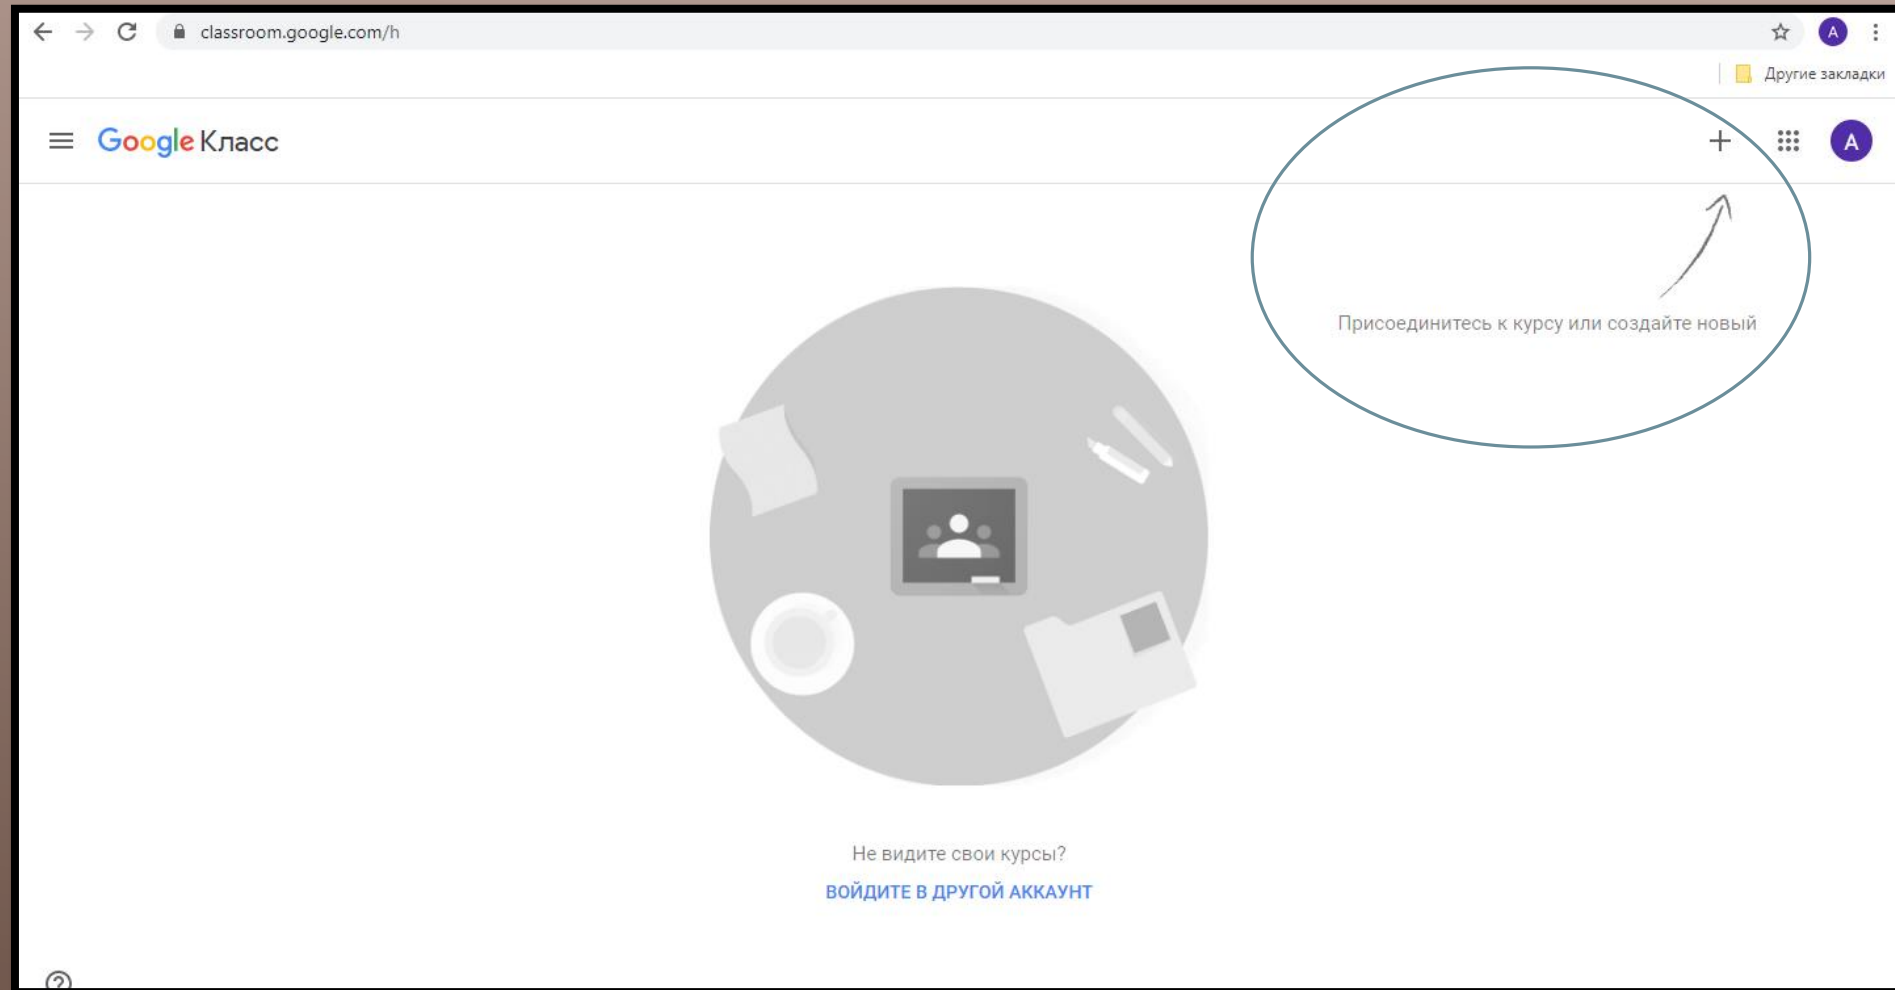 classroom.google.com/h
A
Другие закладки
Google Класс
A
Присоединитесь к курсу или создайте новый
Не видите свои курсы?
ВОЙДИТЕ В ДРУГОЙ АККАУНТ